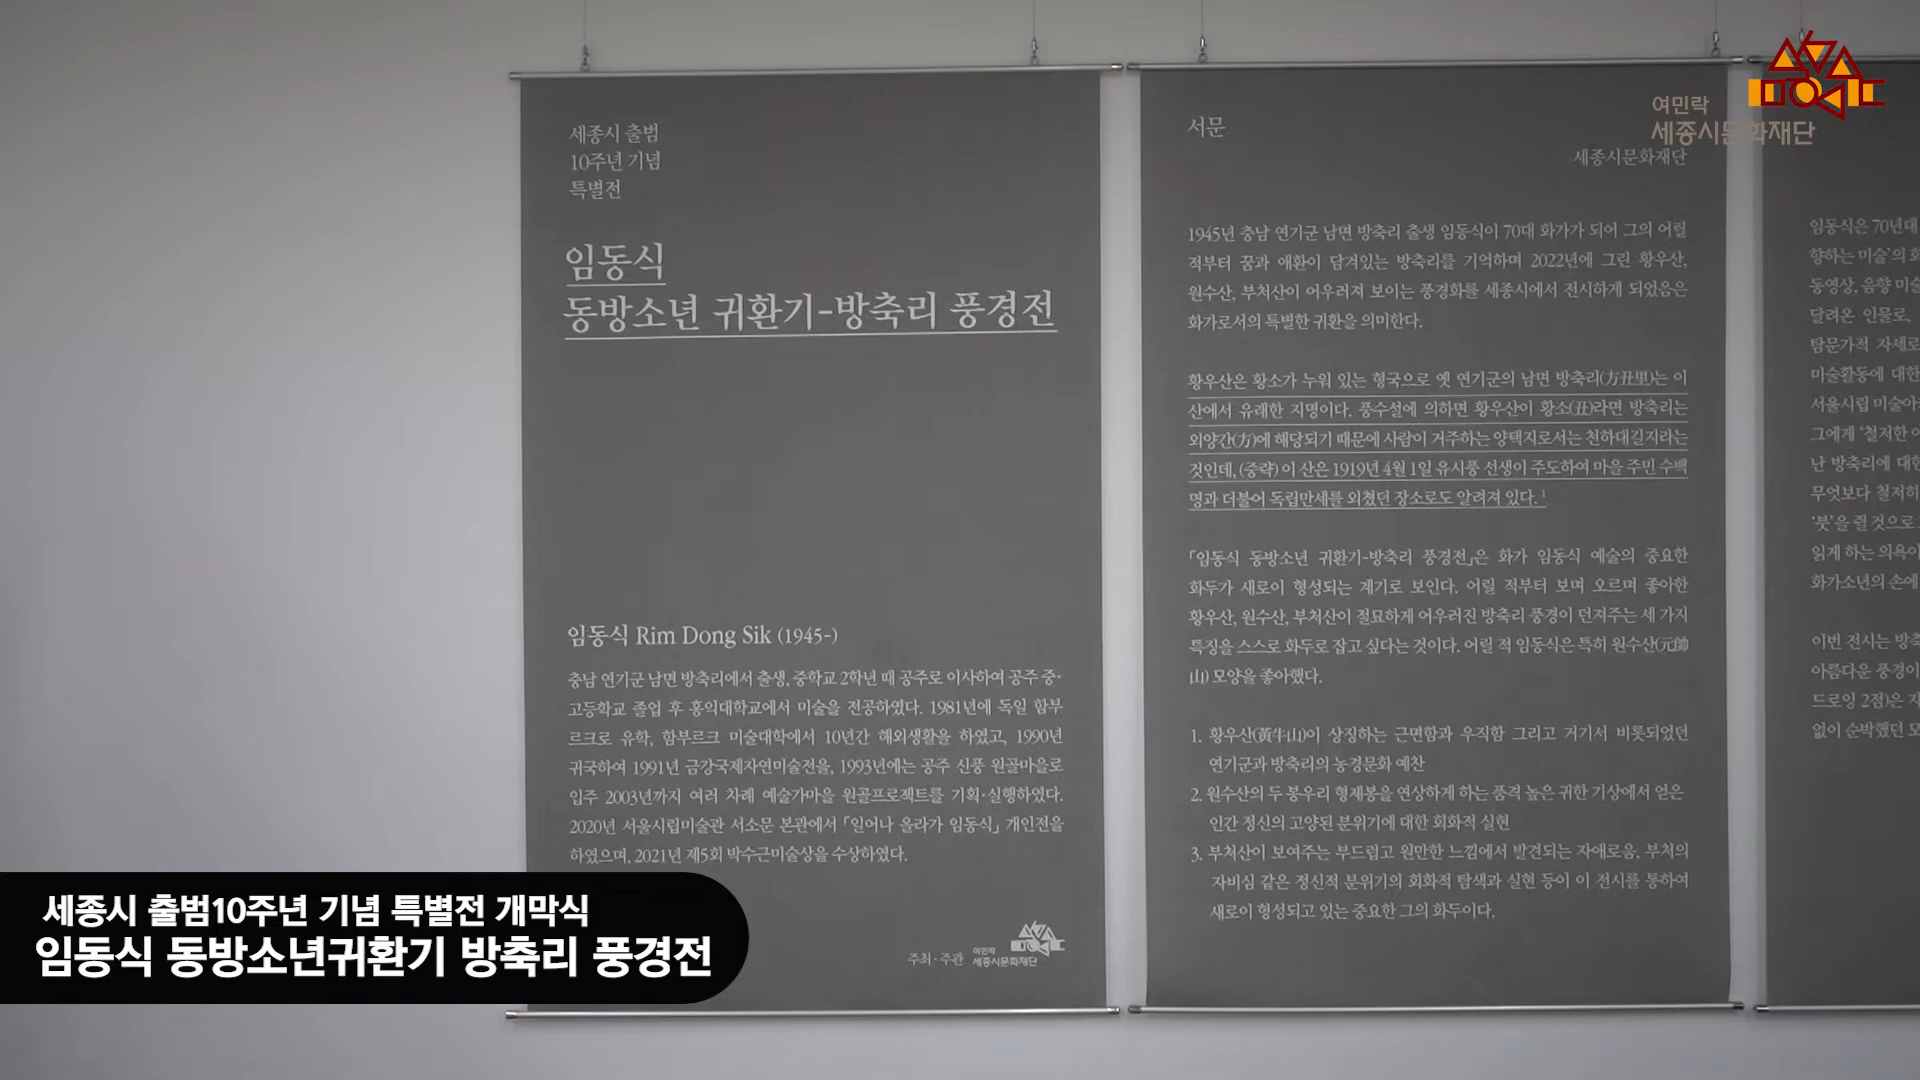 세종시 출범
10주년 기념
특별전
임동식
동방소년 귀환기-방축리 풍경전
임동식 Rim Dong Sik (1945-)
충남 연기군 남면 방축리에서 출생, 중학교 2학년 때 공주로 이사하여 공주 중·
고등학교 졸업 후 홍익대학교에서 미술을 전공하였다. 1981년에 독일 함부
르크로 유학, 함부르크 미술대학에서 10년간 해외생활을 하였고, 1990년
귀국하여 1991년 금강국제자연미술전을, 1993년에는 공주 신풍 원골마을로
입주 2003년까지 여러 차례 예술가마을 원골프로젝트를 기획·실행하였다.
2020년 서울시립미술관 서소문 본관에서 「일어나 올라가 임동식」 개인전을
하였으며, 2021년 제5회 박수근미술상을 수상하였다.
주최·주관
여민락
세종시문화재단
서문
세종시문화재단
1945년 충남 연기군 남면 방축리 출생 임동식이 70대 화가가 되어 그의 어릴
적부터 꿈과 애환이 담겨있는 방축리를 기억하며 2022년에 그린 황우산,
원수산, 부처산이 어우러져 보이는 풍경화를 세종시에서 전시하게 되었음은
화가로서의 특별한 귀환을 의미한다.
황우산은 황소가 누워 있는 형국으로 옛 연기군의 남면 방축리(方丑里)는 이
산에서 유래한 지명이다. 풍수설에 의하면 황우산이 황소(丑)라면 방축리는
외양간(方)에 해당되기 때문에 사람이 거주하는 양택지로서는 천하대길지라는
것인데, (중략) 이 산은 1919년 4월 1일 유시풍 선생이 주도하여 마을 주민 수백
명과 더불어 독립만세를 외쳤던 장소로도 알려져 있다.¹
「임동식 동방소년 귀환기-방축리 풍경전」은 화가 임동식 예술의 중요한
화두가 새로이 형성되는 계기로 보인다. 어릴 적부터 보며 오르며 좋아한
황우산, 원수산, 부처산이 절묘하게 어우러진 방축리 풍경이 던져주는 세 가지
특징을 스스로 화두로 잡고 싶다는 것이다. 어릴 적 임동식은 특히 원수산(元帥
山) 모양을 좋아했다.
1. 황우산(黃牛山)이 상징하는 근면함과 우직함 그리고 거기서 비롯되었던
연기군과 방축리의 농경문화 예찬
2. 원수산의 두 봉우리 형제봉을 연상하게 하는 품격 높은 귀한 기상에서 얻은
인간 정신의 고양된 분위기에 대한 회화적 실현
3. 부처산이 보여주는 부드럽고 원만한 느낌에서 발견되는 자애로움, 부처의
자비심 같은 정신적 분위기의 회화적 탐색과 실현 등이 이 전시를 통하여
새로이 형성되고 있는 중요한 그의 화두이다.
임동식은 70년대
향하는 미술'의 회
동영상, 음향 미술
달려온 인물로,
탐문가적 자세로
미술활동에 대한
서울시립 미술아
그에게 '철저한 아
난 방축리에 대한
무엇보다 철저히
'붓'을 쥘 것으로
읽게 하는 의욕이
화가소년의 손에
이번 전시는 방축
아름다운 풍경이
드로잉 2점)은 자
없이 순박했던 모
여민락
세종시문화재단
세종시 출범10주년 기념 특별전 개막식
임동식 동방소년귀환기 방축리 풍경전